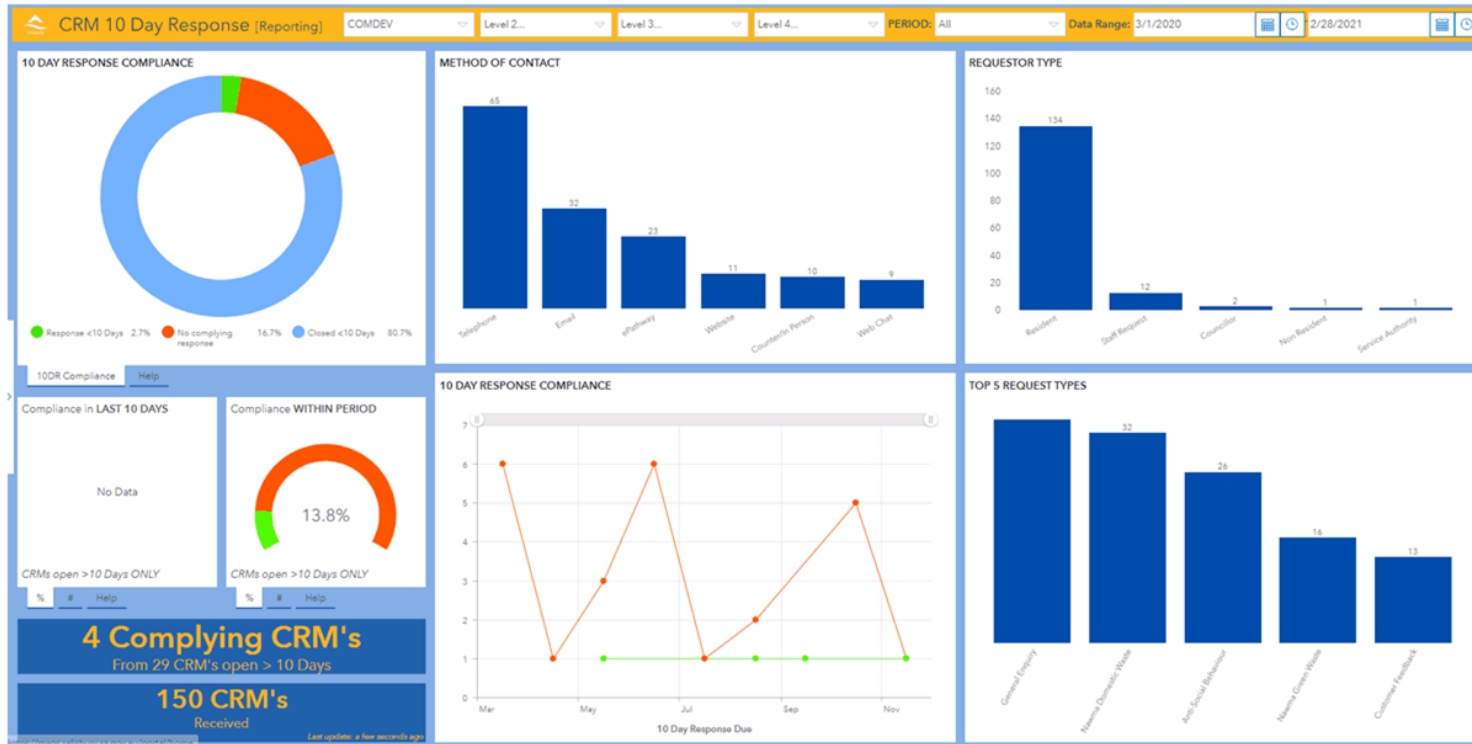 CRM 10 Day Response [Reporting]
COMDEV
Level 2...
Level 3...
Level 4...
PERIOD: All
Data Range: 3/1/2020
2/28/2021
10 DAY RESPONSE COMPLIANCE
Response <10 Days 2.7%
No complying 16.7%
response
Closed <10 Days 80.7%
10DR Compliance
Help
METHOD OF CONTACT
65
32
23
11
10
9
Telephone
Email
ePathway
Website
Counter/In Person
Web Chat
REQUESTOR TYPE
160
140
120
100
80
60
40
20
0
134
12
2
1
1
Resident
Staff Request
Councillor
Non Resident
Service Authority
Compliance in LAST 10 DAYS
No Data
CRMs open >10 Days ONLY
%
#
Help
Compliance WITHIN PERIOD
13.8%
CRMs open >10 Days ONLY
%
#
Help
4 Complying CRM's
From 29 CRM's open > 10 Days
150 CRM's
Received
Last update: a few seconds ago
10 DAY RESPONSE COMPLIANCE
7
6
5
4
3
2
1
0
Mar
May
Jul
Sep
Nov
10 Day Response Due
TOP 5 REQUEST TYPES
32
26
16
13
General Enquiry
Nawma Domestic Waste
Anti-Social Behaviour
Nawma Green Waste
Customer Feedback